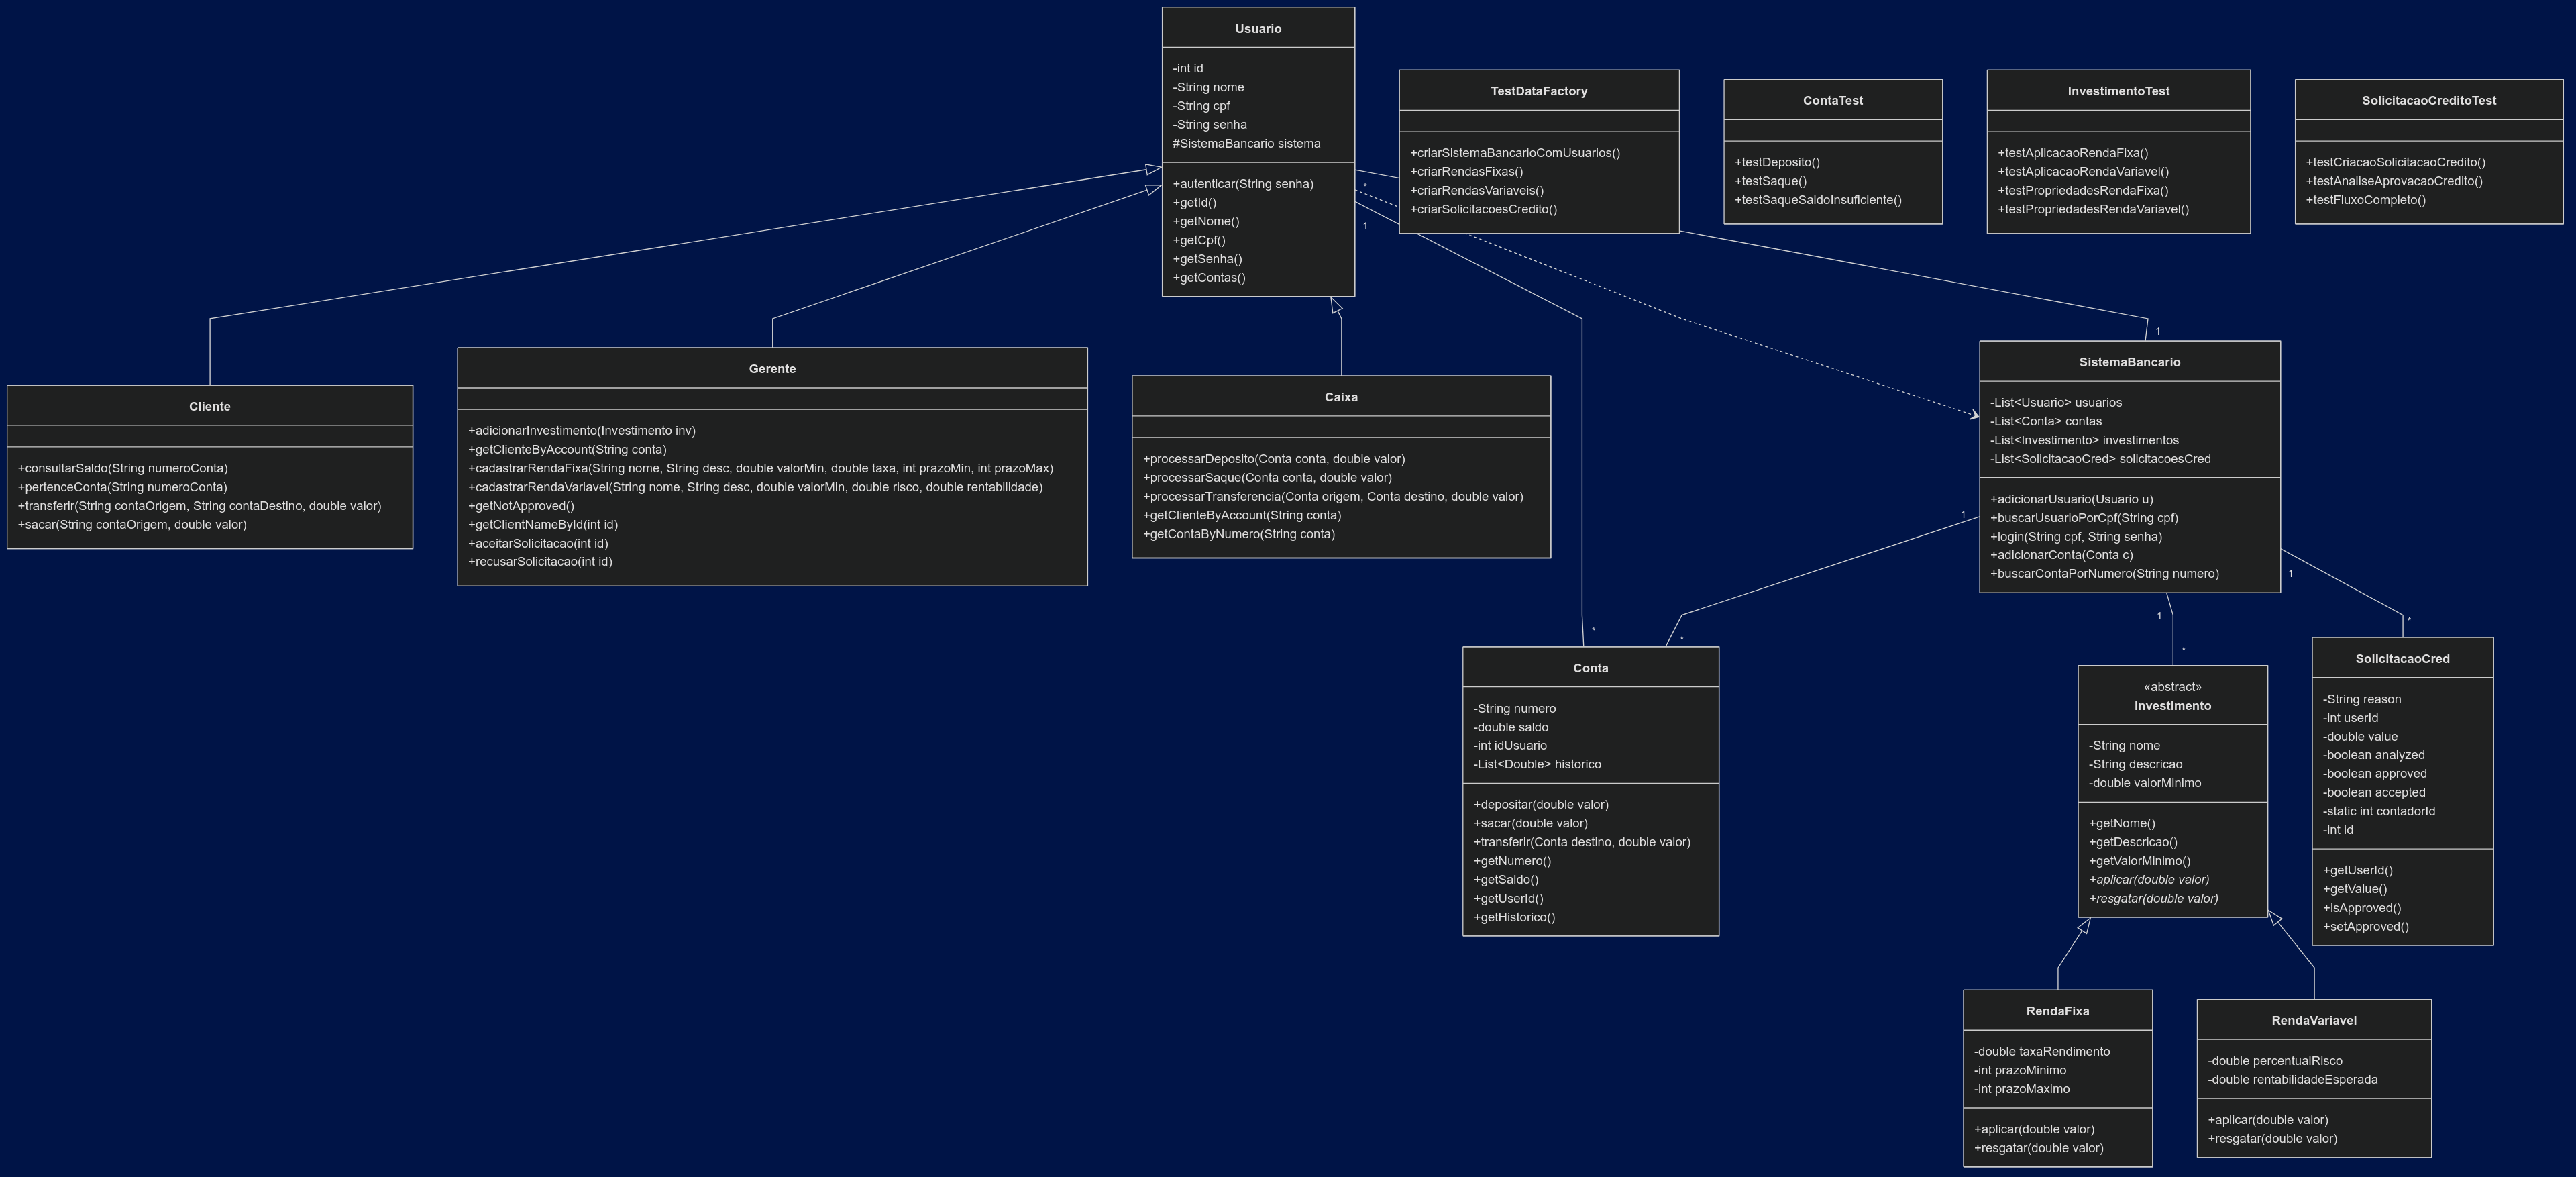 Usuario
-int id
-String nome
-String cpf
-String senha
#SistemaBancario sistema
+autenticar(String senha)
+getId()
+getNome()
+getCpf()
+getSenha()
+getContas()
*
1
TestDataFactory
+criarSistemaBancarioComUsuarios()
+criarRendasFixas()
+criarRendasVariaveis()
+criarSolicitacoesCredito()
ContaTest
+testDeposito()
+testSaque()
+testSaqueSaldoInsuficiente()
InvestimentoTest
+testAplicacaoRendaFixa()
+testAplicacaoRendaVariavel()
+testPropriedadesRendaFixa()
+testPropriedadesRendaVariavel()
SolicitacaoCreditoTest
+testCriacaoSolicitacaoCredito()
+testAnaliseAprovacaoCredito()
+testFluxoCompleto()
Cliente
+consultarSaldo(String numeroConta)
+pertenceConta(String numeroConta)
+transferir(String contaOrigem, String contaDestino, double valor)
+sacar(String contaOrigem, double valor)
Gerente
+adicionarInvestimento(Investimento inv)
+getClienteByAccount(String conta)
+cadastrarRendaFixa(String nome, String desc, double valorMin, double taxa, int prazoMin, int prazoMax)
+cadastrarRendaVariavel(String nome, String desc, double valorMin, double risco, double rentabilidade)
+getNotApproved()
+getClientNameById(int id)
+aceitarSolicitacao(int id)
+recusarSolicitacao(int id)
Caixa
+processarDeposito(Conta conta, double valor)
+processarSaque(Conta conta, double valor)
+processarTransferencia(Conta origem, Conta destino, double valor)
+getClienteByAccount(String conta)
+getContaByNumero(String conta)
1
SistemaBancario
-List<Usuario> usuarios
-List<Conta> contas
-List<Investimento> investimentos
-List<SolicitacaoCred> solicitacoesCred
+adicionarUsuario(Usuario u)
+buscarUsuarioPorCpf(String cpf)
+login(String cpf, String senha)
+adicionarConta(Conta c)
+buscarContaPorNumero(String numero)
1
1
1
*
*
*
*
Conta
-String numero
-double saldo
-int idUsuario
-List<Double> historico
+depositar(double valor)
+sacar(double valor)
+transferir(Conta destino, double valor)
+getNumero()
+getSaldo()
+getUserId()
+getHistorico()
«abstract»
Investimento
-String nome
-String descricao
-double valorMinimo
+getNome()
+getDescricao()
+getValorMinimo()
+aplicar(double valor)
+resgatar(double valor)
SolicitacaoCred
-String reason
-int userId
-double value
-boolean analyzed
-boolean approved
-boolean accepted
-static int contadorId
-int id
+getUserId()
+getValue()
+isApproved()
+setApproved()
RendaFixa
-double taxaRendimento
-int prazoMinimo
-int prazoMaximo
+aplicar(double valor)
+resgatar(double valor)
RendaVariavel
-double percentualRisco
-double rentabilidadeEsperada
+aplicar(double valor)
+resgatar(double valor)